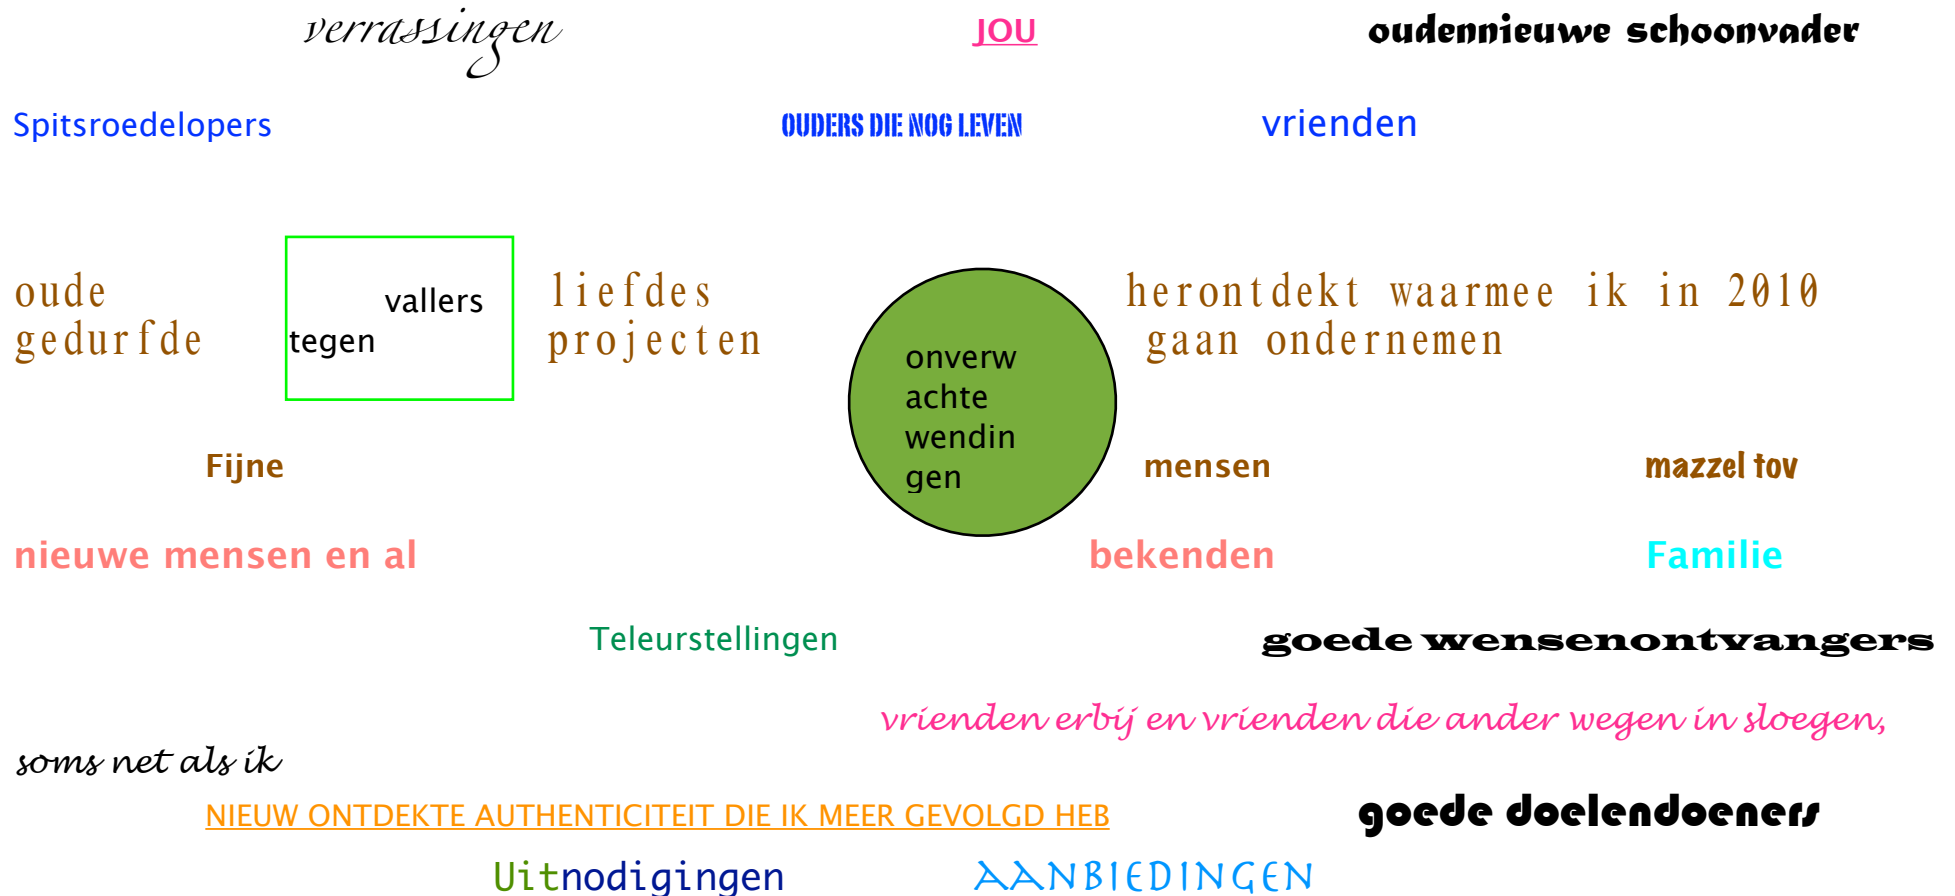 verrassingen JOU oudennieuwe schoonvader
Spitsroedelopers OUDERS DIE NOG LEVEN vrienden
oude liefdes herontdekt waarmee ik in 2010
gedurfde projecten gaan ondernemen
vallers
tegen
onverw
achte
wendin
gen
Fijne mensen mazzel tov
nieuwe mensen en al bekenden Familie
Teleurstellingen goede wensenontvangers
vrienden erbij en vrienden die ander wegen in sloegen,
soms net als ik
NIEUW ONTDEKTE AUTHENTICITEIT DIE IK MEER GEVOLGD HEB goede doelendoeners
Uitnodigingen AANBIEDINGEN